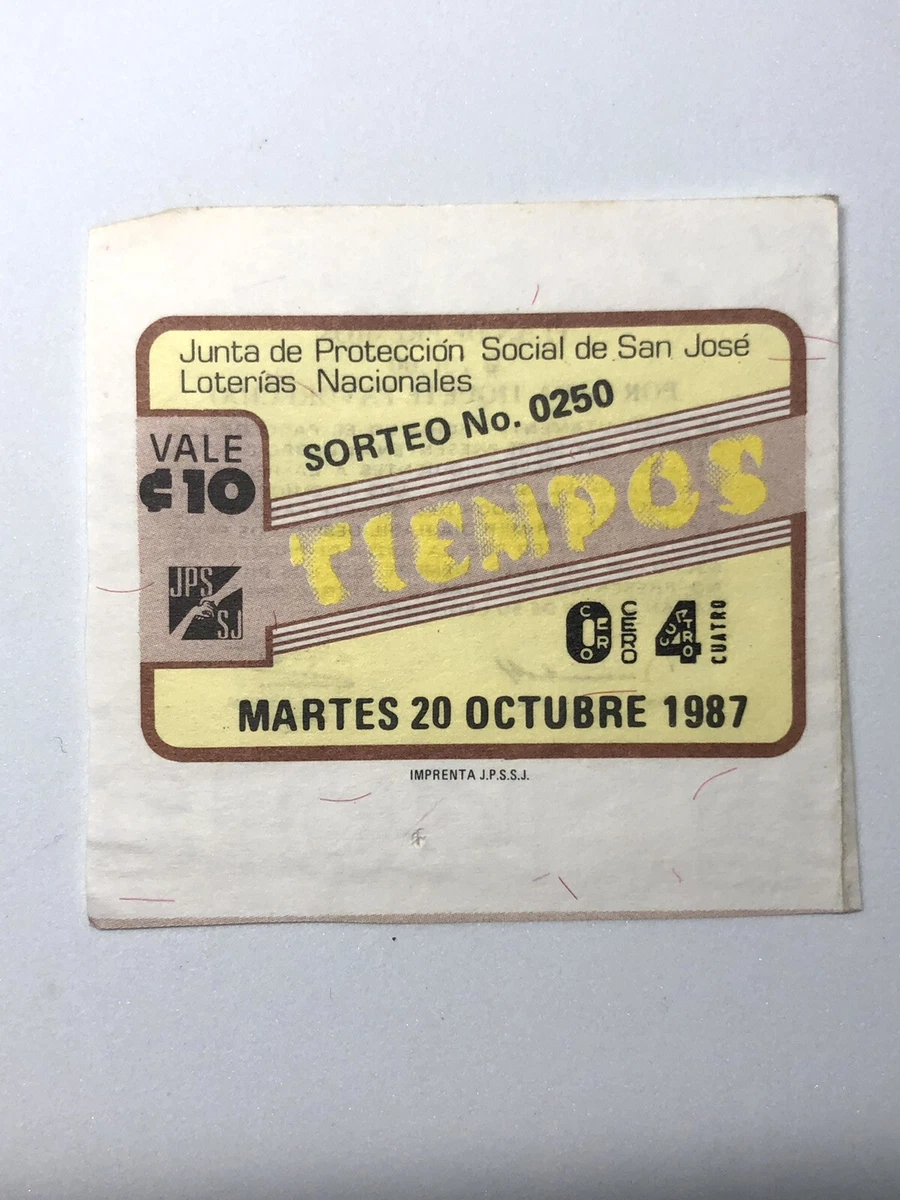 Junta de Protección Social de San José
Loterías Nacionales
SORTEO No. 0250
VALE
₡10
TIEMPOS
JPS
SJ
0 CERO 4 CUATRO
CERO CUATRO
MARTES 20 OCTUBRE 1987
IMPRENTA J.P.S.S.J.